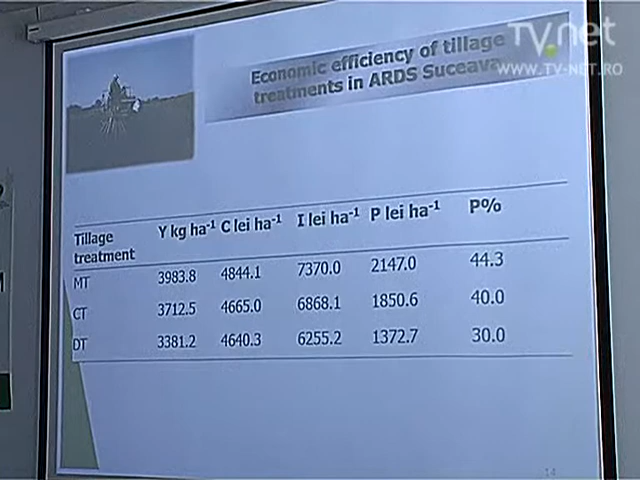 TV.net
WWW.TV-NET.RO
Economic efficiency of tillage
treatments in ARDS Suceava
Tillage treatment Y kg ha⁻¹ C lei ha⁻¹ I lei ha⁻¹ P lei ha⁻¹ P%
MT 3983.8 4844.1 7370.0 2147.0 44.3
CT 3712.5 4665.0 6868.1 1850.6 40.0
DT 3381.2 4640.3 6255.2 1372.7 30.0
14